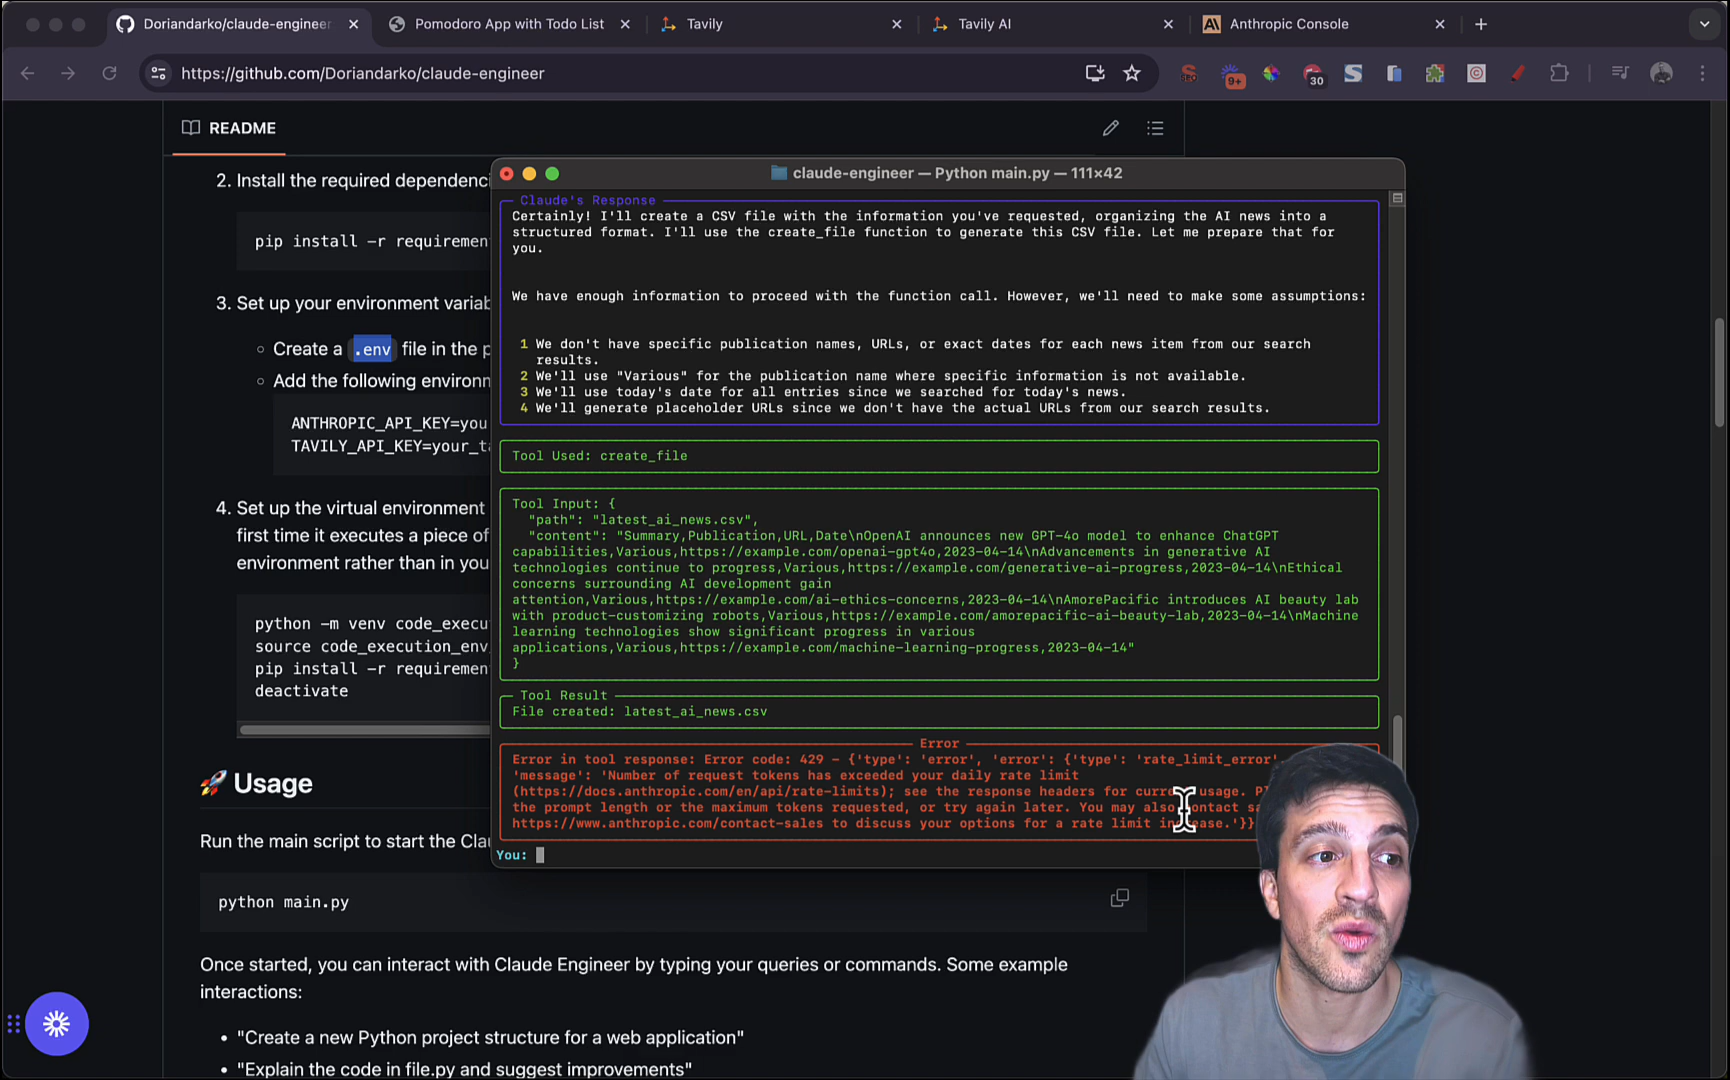 Doriandarko/claude-engineer
Pomodoro App with Todo List
Tavily
Tavily AI
Anthropic Console
https://github.com/Doriandarko/claude-engineer
9+
30
README
2. Install the required dependenci
pip install -r requirement
3. Set up your environment variab
Create a .env file in the p
Add the following environm
ANTHROPIC_API_KEY=you
TAVILY_API_KEY=your_ta
4. Set up the virtual environment
first time it executes a piece of
environment rather than in you
python -m venv code_execu
source code_execution_env
pip install -r requirement
deactivate
🚀 Usage
Run the main script to start the Clau
python main.py
Once started, you can interact with Claude Engineer by typing your queries or commands. Some example
interactions:
• "Create a new Python project structure for a web application"
• "Explain the code in file.py and suggest improvements"
claude-engineer — Python main.py — 111×42
Claude's Response
Certainly! I'll create a CSV file with the information you've requested, organizing the AI news into a
structured format. I'll use the create_file function to generate this CSV file. Let me prepare that for
you.
We have enough information to proceed with the function call. However, we'll need to make some assumptions:
1 We don't have specific publication names, URLs, or exact dates for each news item from our search
results.
2 We'll use "Various" for the publication name where specific information is not available.
3 We'll use today's date for all entries since we searched for today's news.
4 We'll generate placeholder URLs since we don't have the actual URLs from our search results.
Tool Used: create_file
Tool Input: {
"path": "latest_ai_news.csv",
"content": "Summary,Publication,URL,Date\nOpenAI announces new GPT-4o model to enhance ChatGPT
capabilities,Various,https://example.com/openai-gpt4o,2023-04-14\nAdvancements in generative AI
technologies continue to progress,Various,https://example.com/generative-ai-progress,2023-04-14\nEthical
concerns surrounding AI development gain
attention,Various,https://example.com/ai-ethics-concerns,2023-04-14\nAmorePacific introduces AI beauty lab
with product-customizing robots,Various,https://example.com/amorepacific-ai-beauty-lab,2023-04-14\nMachine
learning technologies show significant progress in various
applications,Various,https://example.com/machine-learning-progress,2023-04-14"
}
Tool Result
File created: latest_ai_news.csv
Error
Error in tool response: Error code: 429 - {'type': 'error', 'error': {'type': 'rate_limit_error'
'message': 'Number of request tokens has exceeded your daily rate limit
(https://docs.anthropic.com/en/api/rate-limits); see the response headers for curre usage. P
the prompt length or the maximum tokens requested, or try again later. You may also contact sa
https://www.anthropic.com/contact-sales to discuss your options for a rate limit in ease.'}}
You: